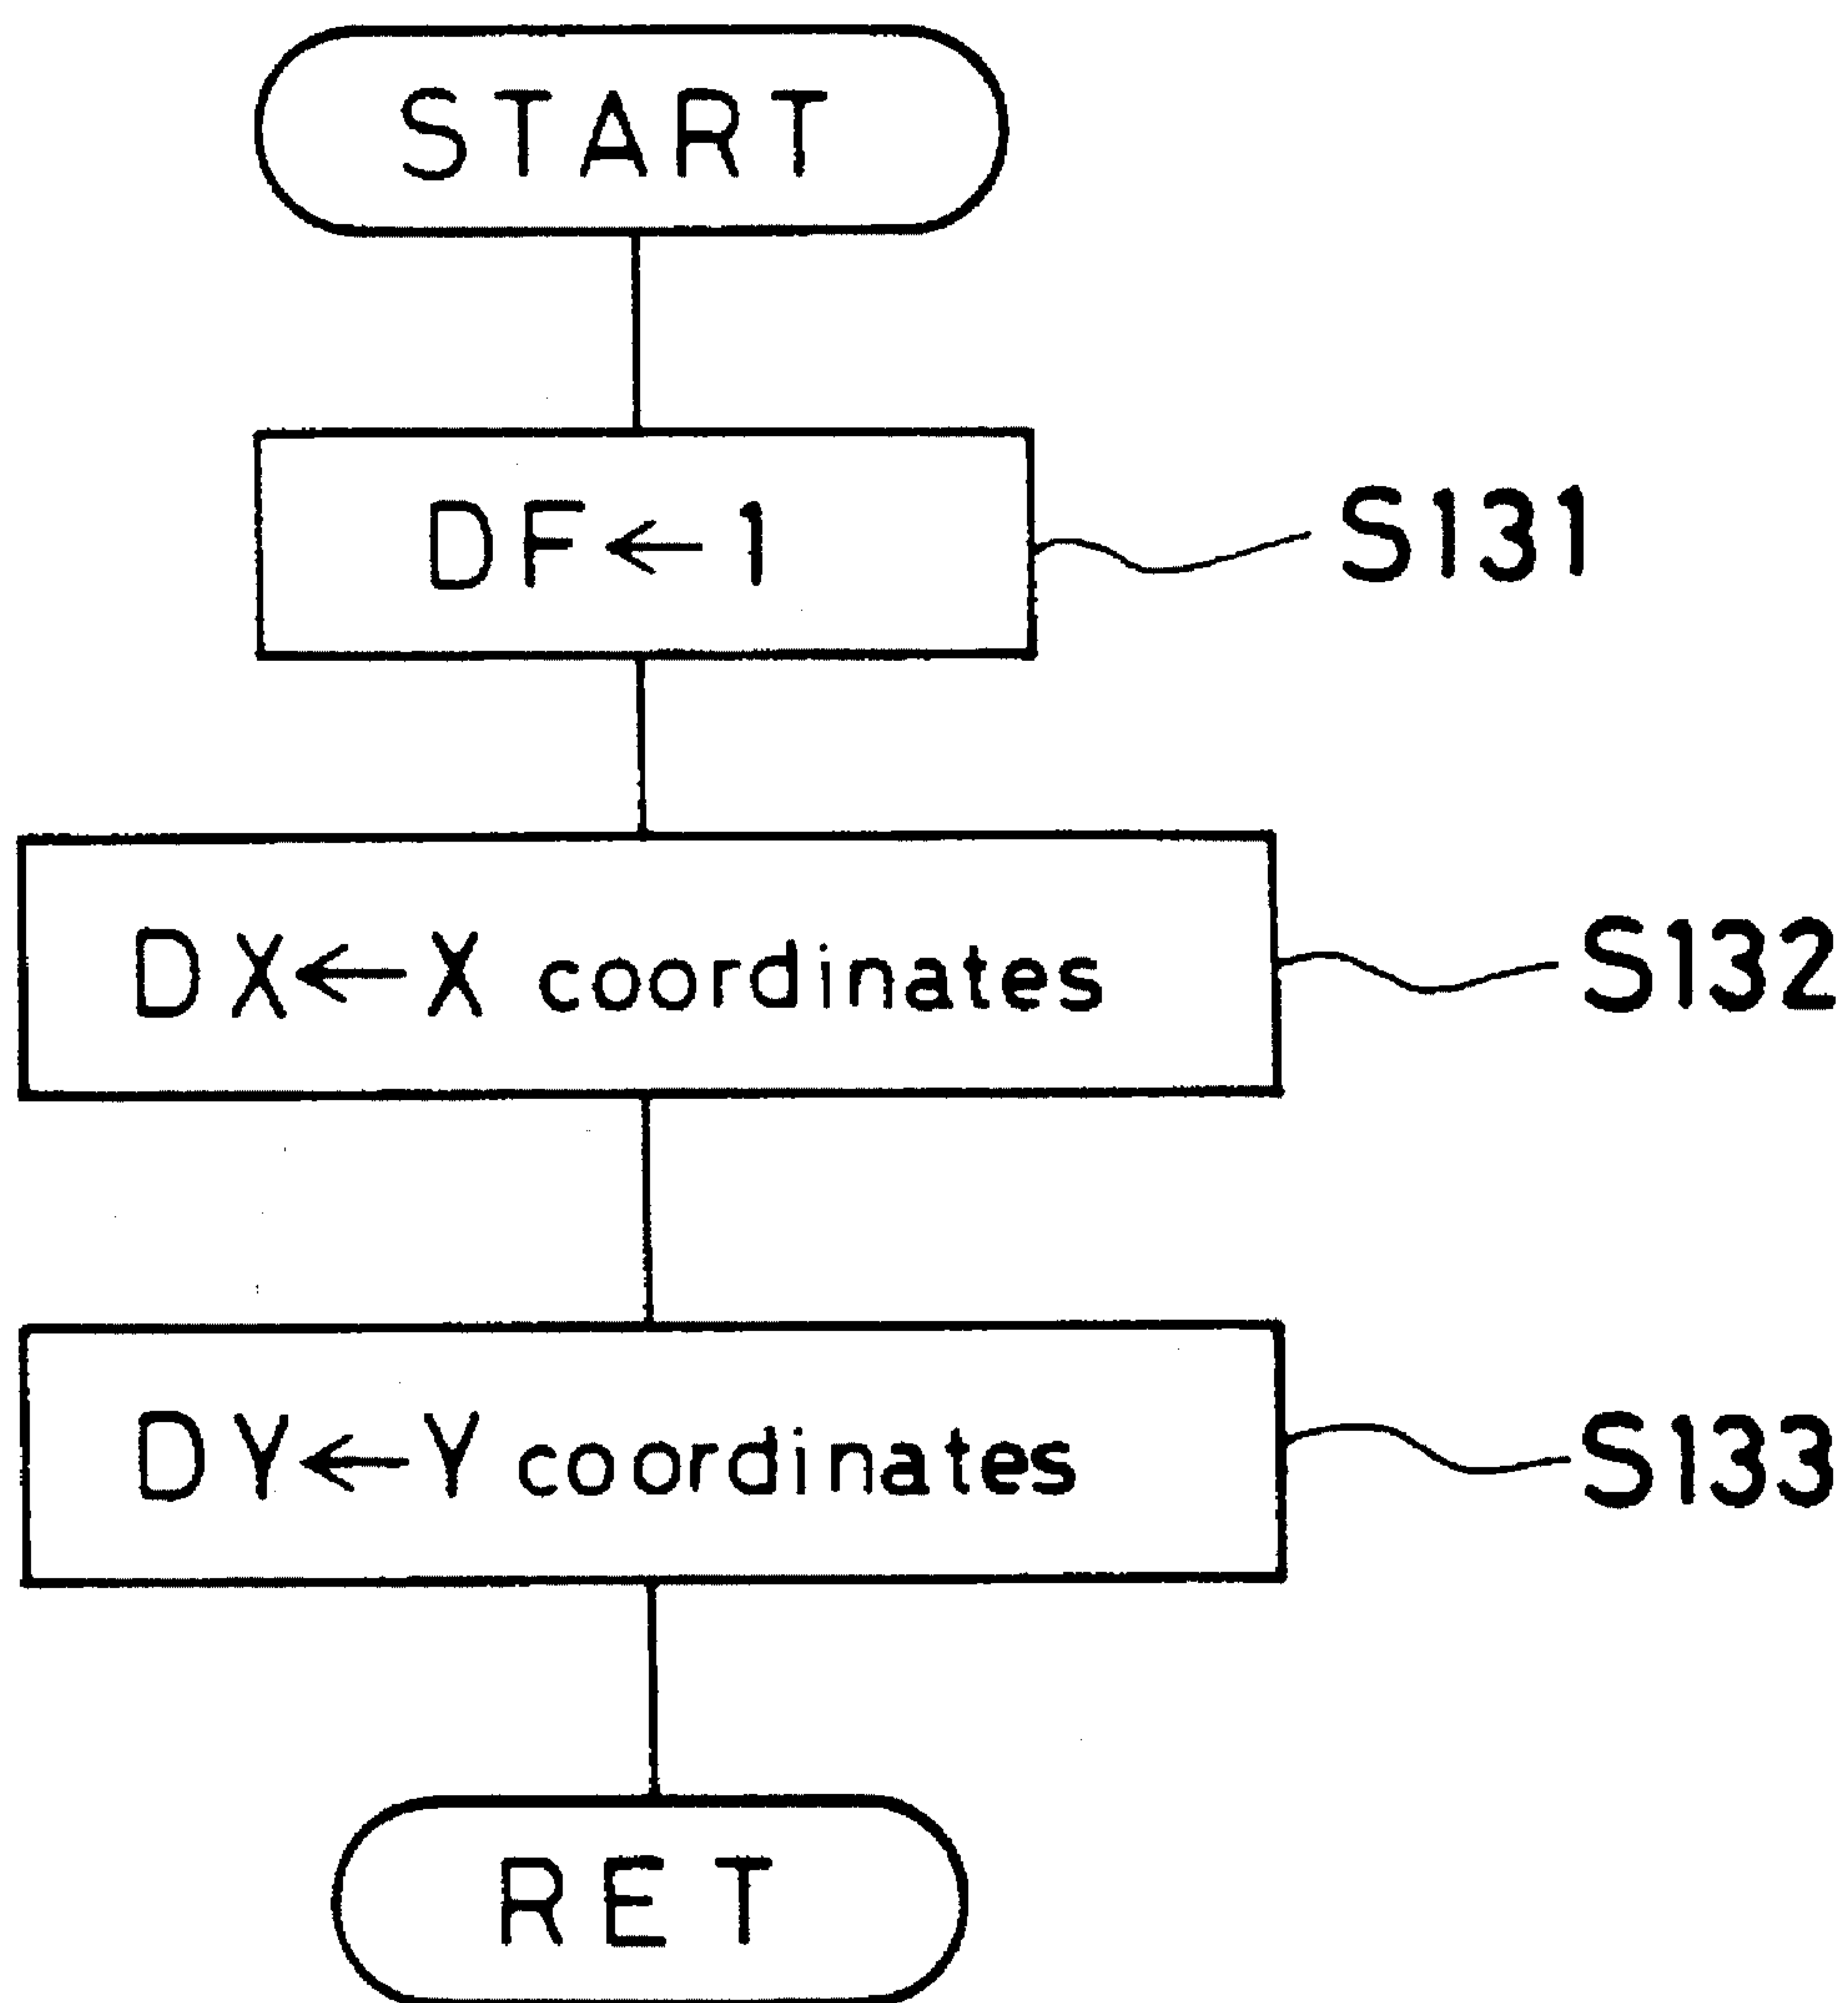 START
DF←1 S131
DX←X coordinates S132
DY←Y coordinates S133
RET